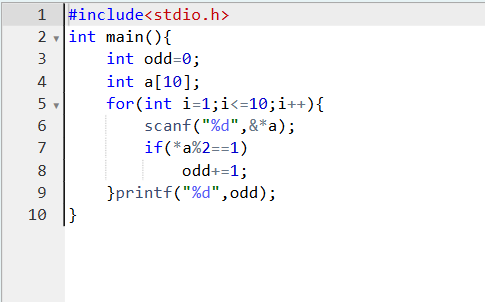 1 #include<stdio.h>
2 int main(){
3     int odd=0;
4     int a[10];
5     for(int i=1;i<=10;i++){
6         scanf("%d",&*a);
7         if(*a%2==1)
8             odd+=1;
9     }printf("%d",odd);
10 }